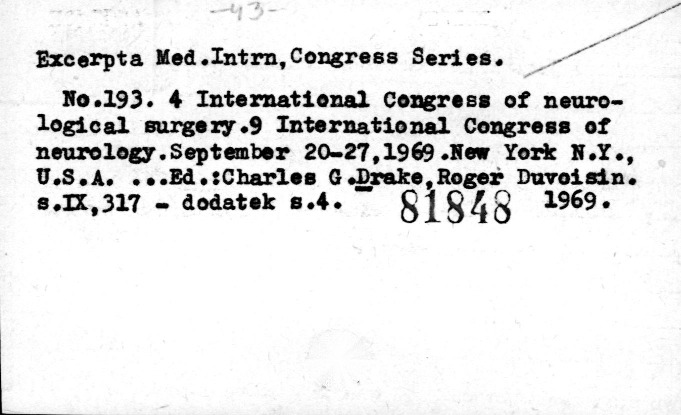 -43-
Excerpta Med.Intrn,Congress Series.
No.193. 4 International Congress of neuro-
logical surgery.9 International Congress of
neurology.September 20-27,1969.New York N.Y.,
U.S.A. ...Ed.:Charles G.Drake,Roger Duvoisin.
s.IX,317 - dodatek s.4. 81848 1969.